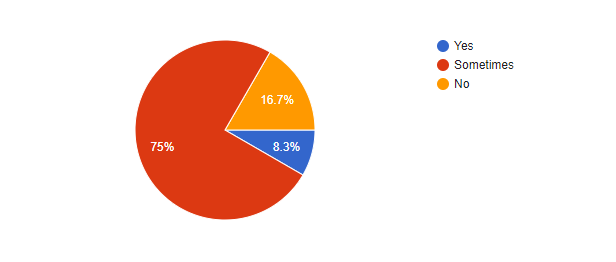 Yes
Sometimes
No
16.7%
75%
8.3%